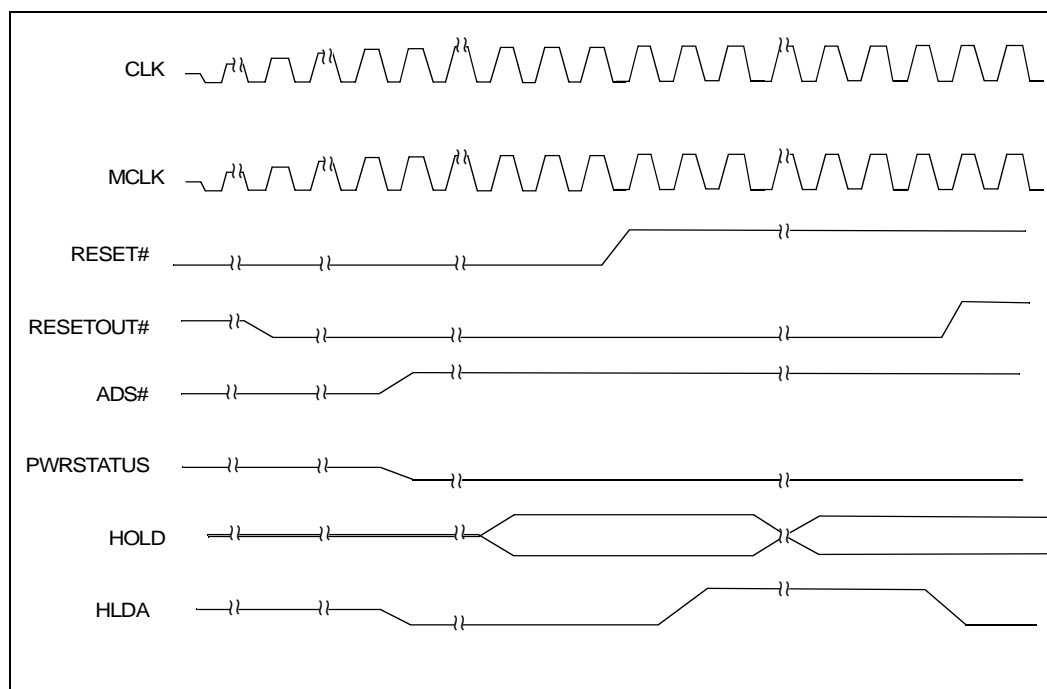 CLK
MCLK
RESET#
RESETOUT#
ADS#
PWRSTATUS
HOLD
HLDA